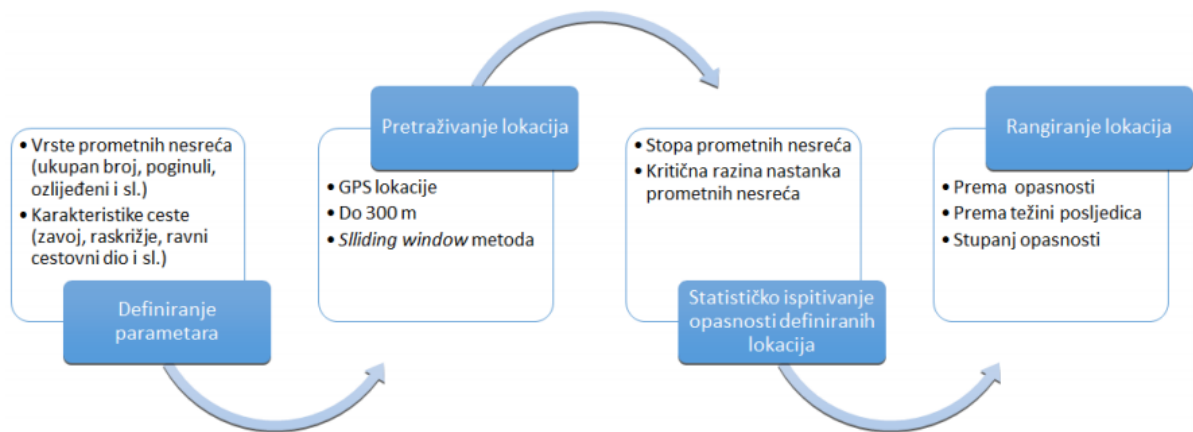 • Vrste prometnih nesreća
(ukupan broj, poginuli,
ozlijeđeni i sl.)
• Karakteristike ceste
(zavoj, raskrižje, ravni
cestovni dio i sl.)
Definiranje
parametara
Pretraživanje lokacija
• GPS lokacije
• Do 300 m
• Slliding window metoda
• Stopa prometnih nesreća
• Kritična razina nastanka
prometnih nesreća
Statističko ispitivanje
opasnosti definiranih
lokacija
Rangiranje lokacija
• Prema opasnosti
• Prema težini posljedica
• Stupanj opasnosti